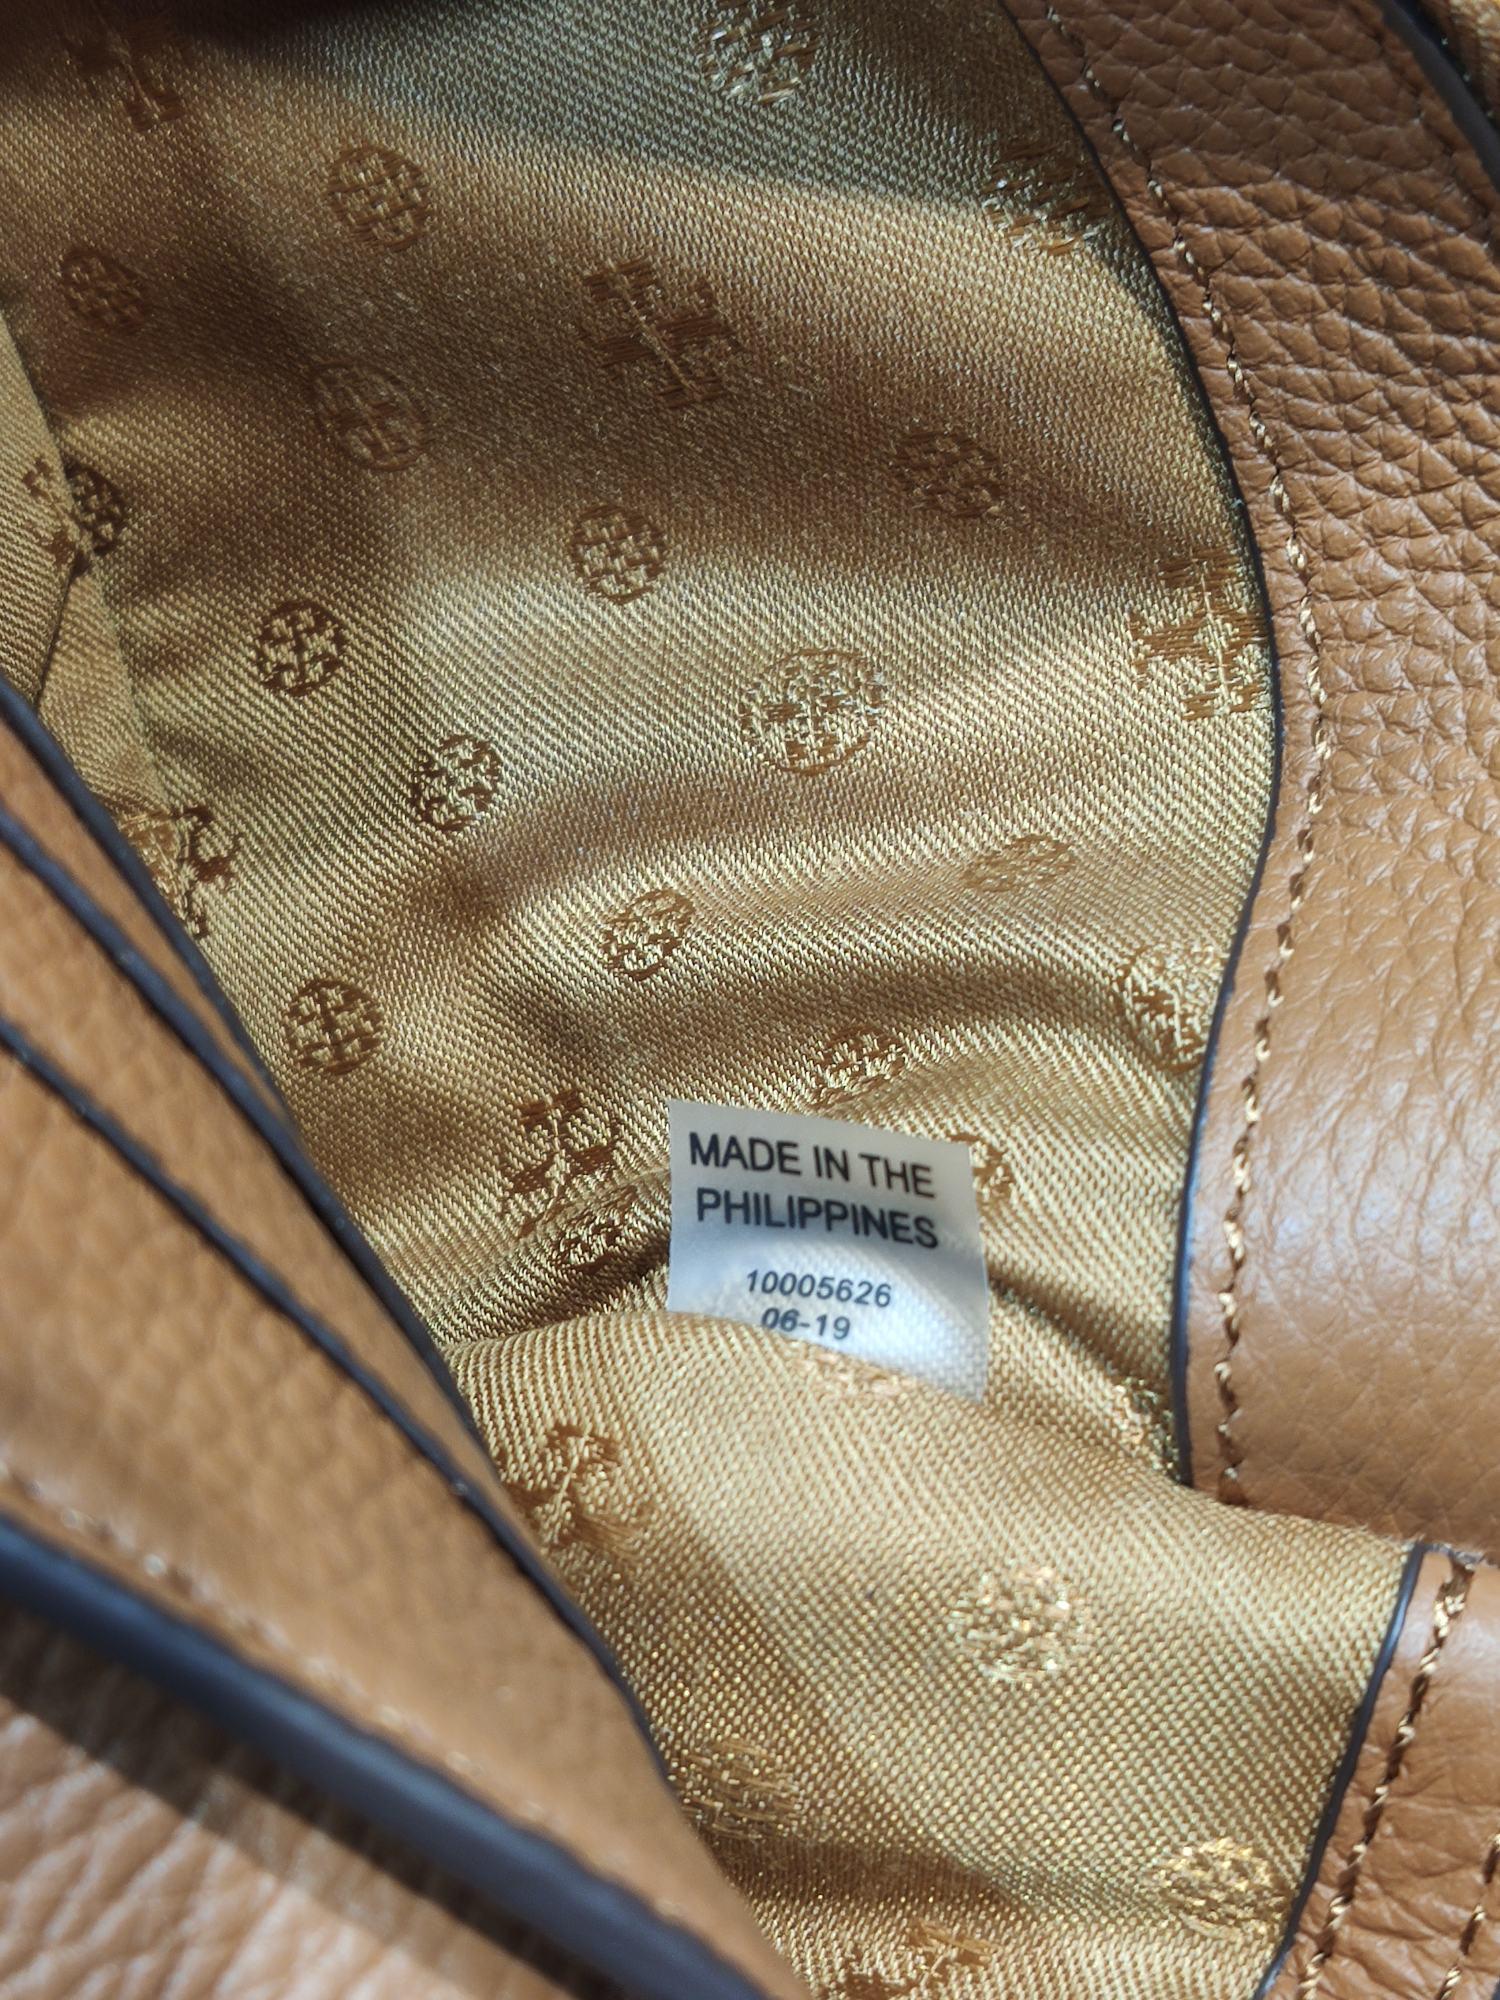 MADE IN THE
PHILIPPINES
10005626
06-19